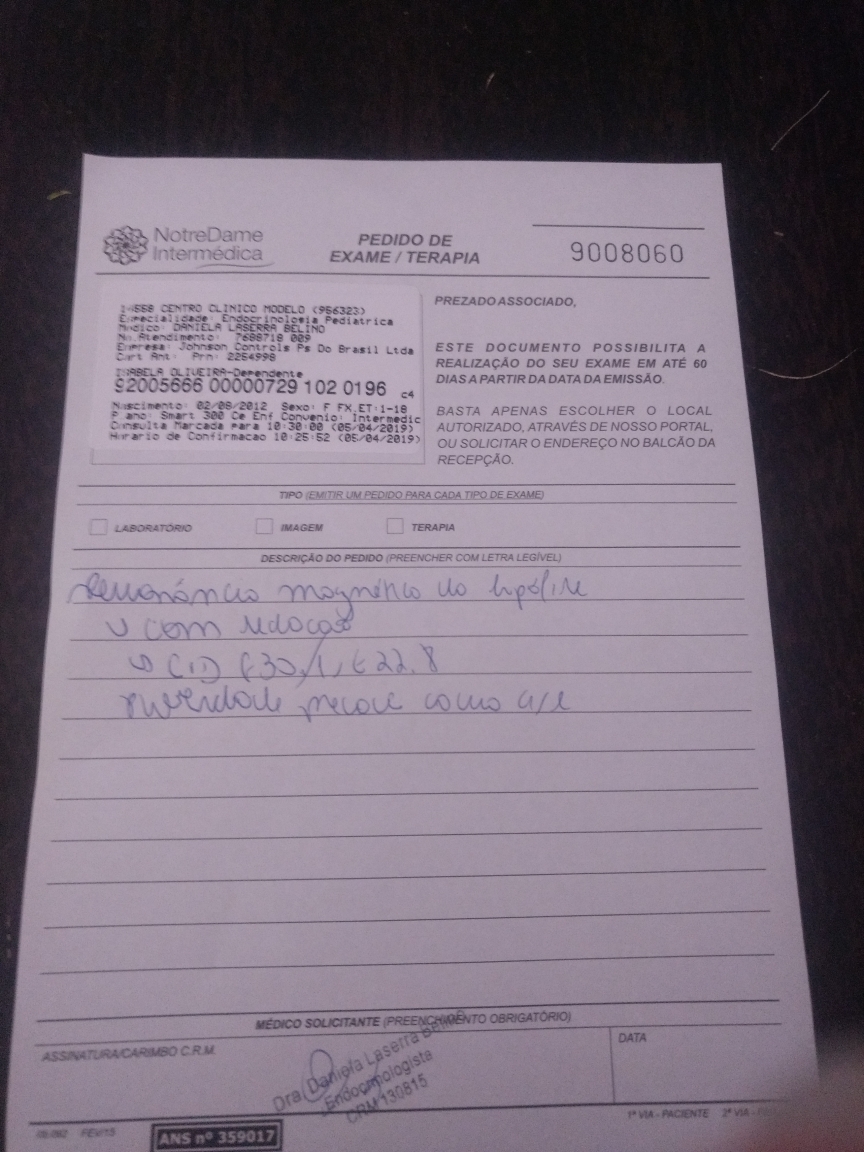 NotreDame
Intermédica
PEDIDO DE
EXAME / TERAPIA
9008060
14558 CENTRO CLINICO MODELO (956323)
Especialidade: Endocrinologia Pediatrica
Medico: DANIELA LASERRA BELINO
No.Atendimento: 7688718 009
Empresa: Johnson Controls Ps Do Brasil Ltda
Cart Ant: Prn: 2254998
ISABELA OLIVEIRA-Dependente
92005666 00000729 102 0196 c4
Nascimento: 02/08/2012 Sexo: F FX.ET:1-18
Plano: Smart 300 Ce Enf Convenio: Intermedic
Consulta Marcada para 10:30:00 (05/04/2019)
Horario de Confirmacao 10:25:52 (05/04/2019)
PREZADO ASSOCIADO,
ESTE DOCUMENTO POSSIBILITA A
REALIZAÇÃO DO SEU EXAME EM ATÉ 60
DIAS A PARTIR DA DATA DA EMISSÃO.
BASTA APENAS ESCOLHER O LOCAL
AUTORIZADO, ATRAVÉS DE NOSSO PORTAL,
OU SOLICITAR O ENDEREÇO NO BALCÃO DA
RECEPÇÃO.
TIPO (EMITIR UM PEDIDO PARA CADA TIPO DE EXAME)
LABORATÓRIO IMAGEM TERAPIA
DESCRIÇÃO DO PEDIDO (PREENCHER COM LETRA LEGÍVEL)
Ressonância magnética de hipófise
com sedação
CID E22.8
puberdade precoce como
MÉDICO SOLICITANTE (PREENCHIMENTO OBRIGATÓRIO)
ASSINATURA/CARIMBO C.R.M.
DATA
Dra Daniela Laserra Belino
Endocrinologista
CRM 130815
1ª VIA - PACIENTE 2ª VIA -
FEV/15
ANS nº 359017